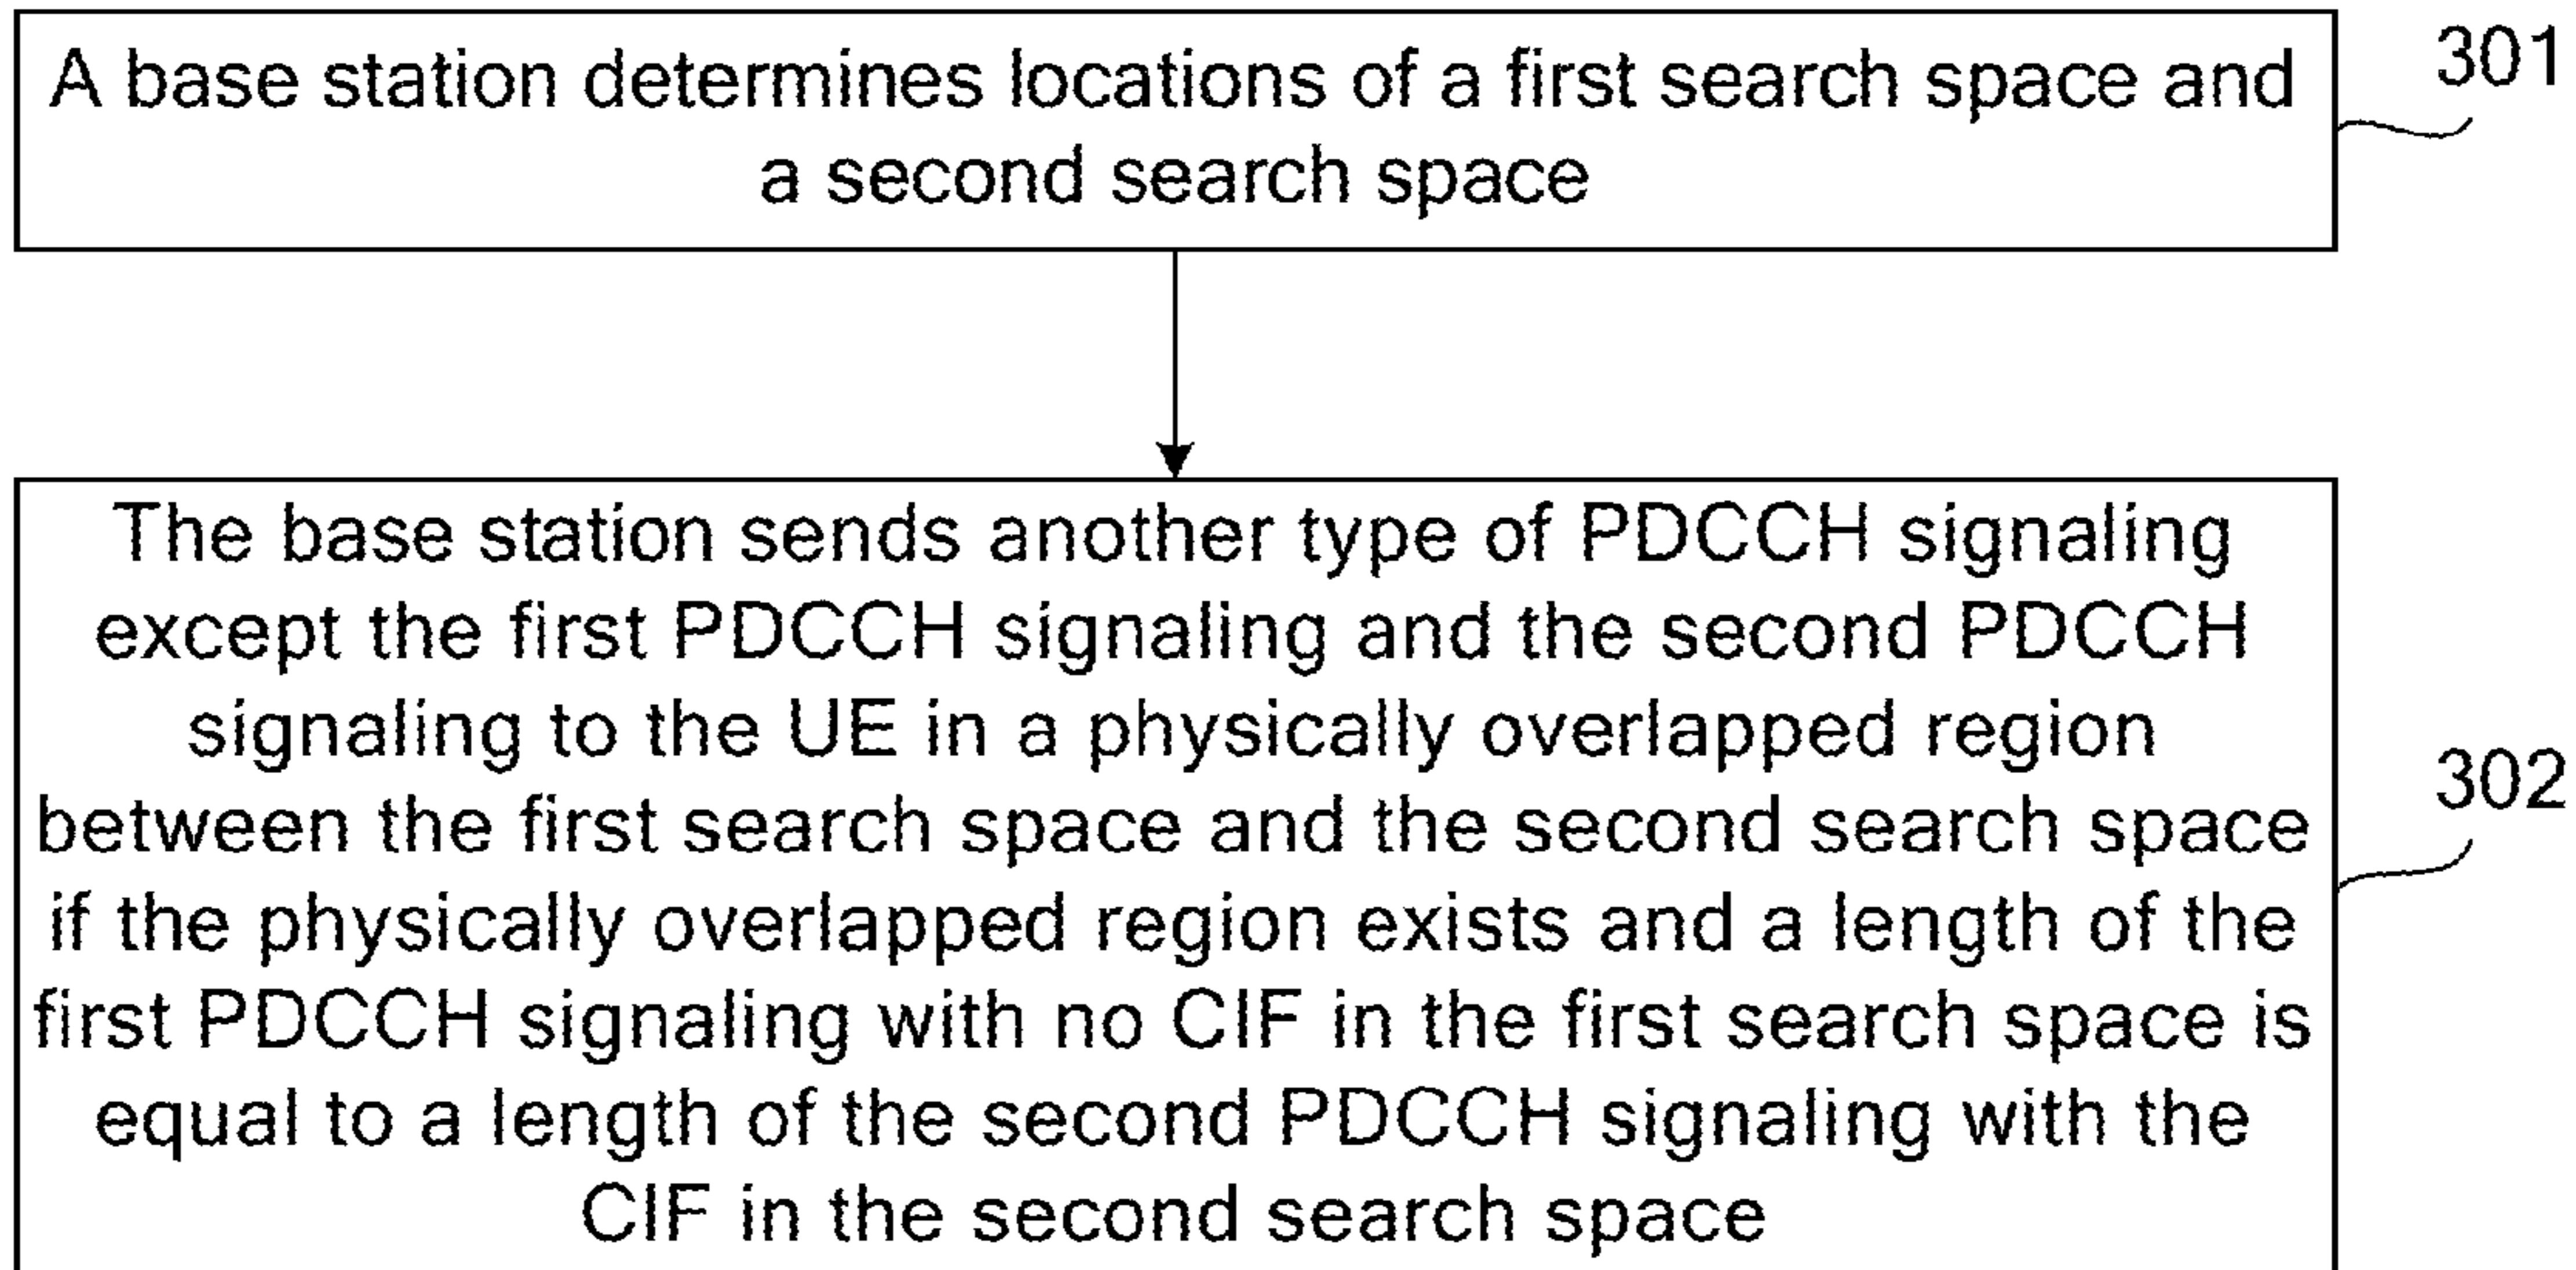 A base station determines locations of a first search space and
a second search space
301
The base station sends another type of PDCCH signaling
except the first PDCCH signaling and the second PDCCH
signaling to the UE in a physically overlapped region
between the first search space and the second search space
if the physically overlapped region exists and a length of the
first PDCCH signaling with no CIF in the first search space is
equal to a length of the second PDCCH signaling with the
CIF in the second search space
302